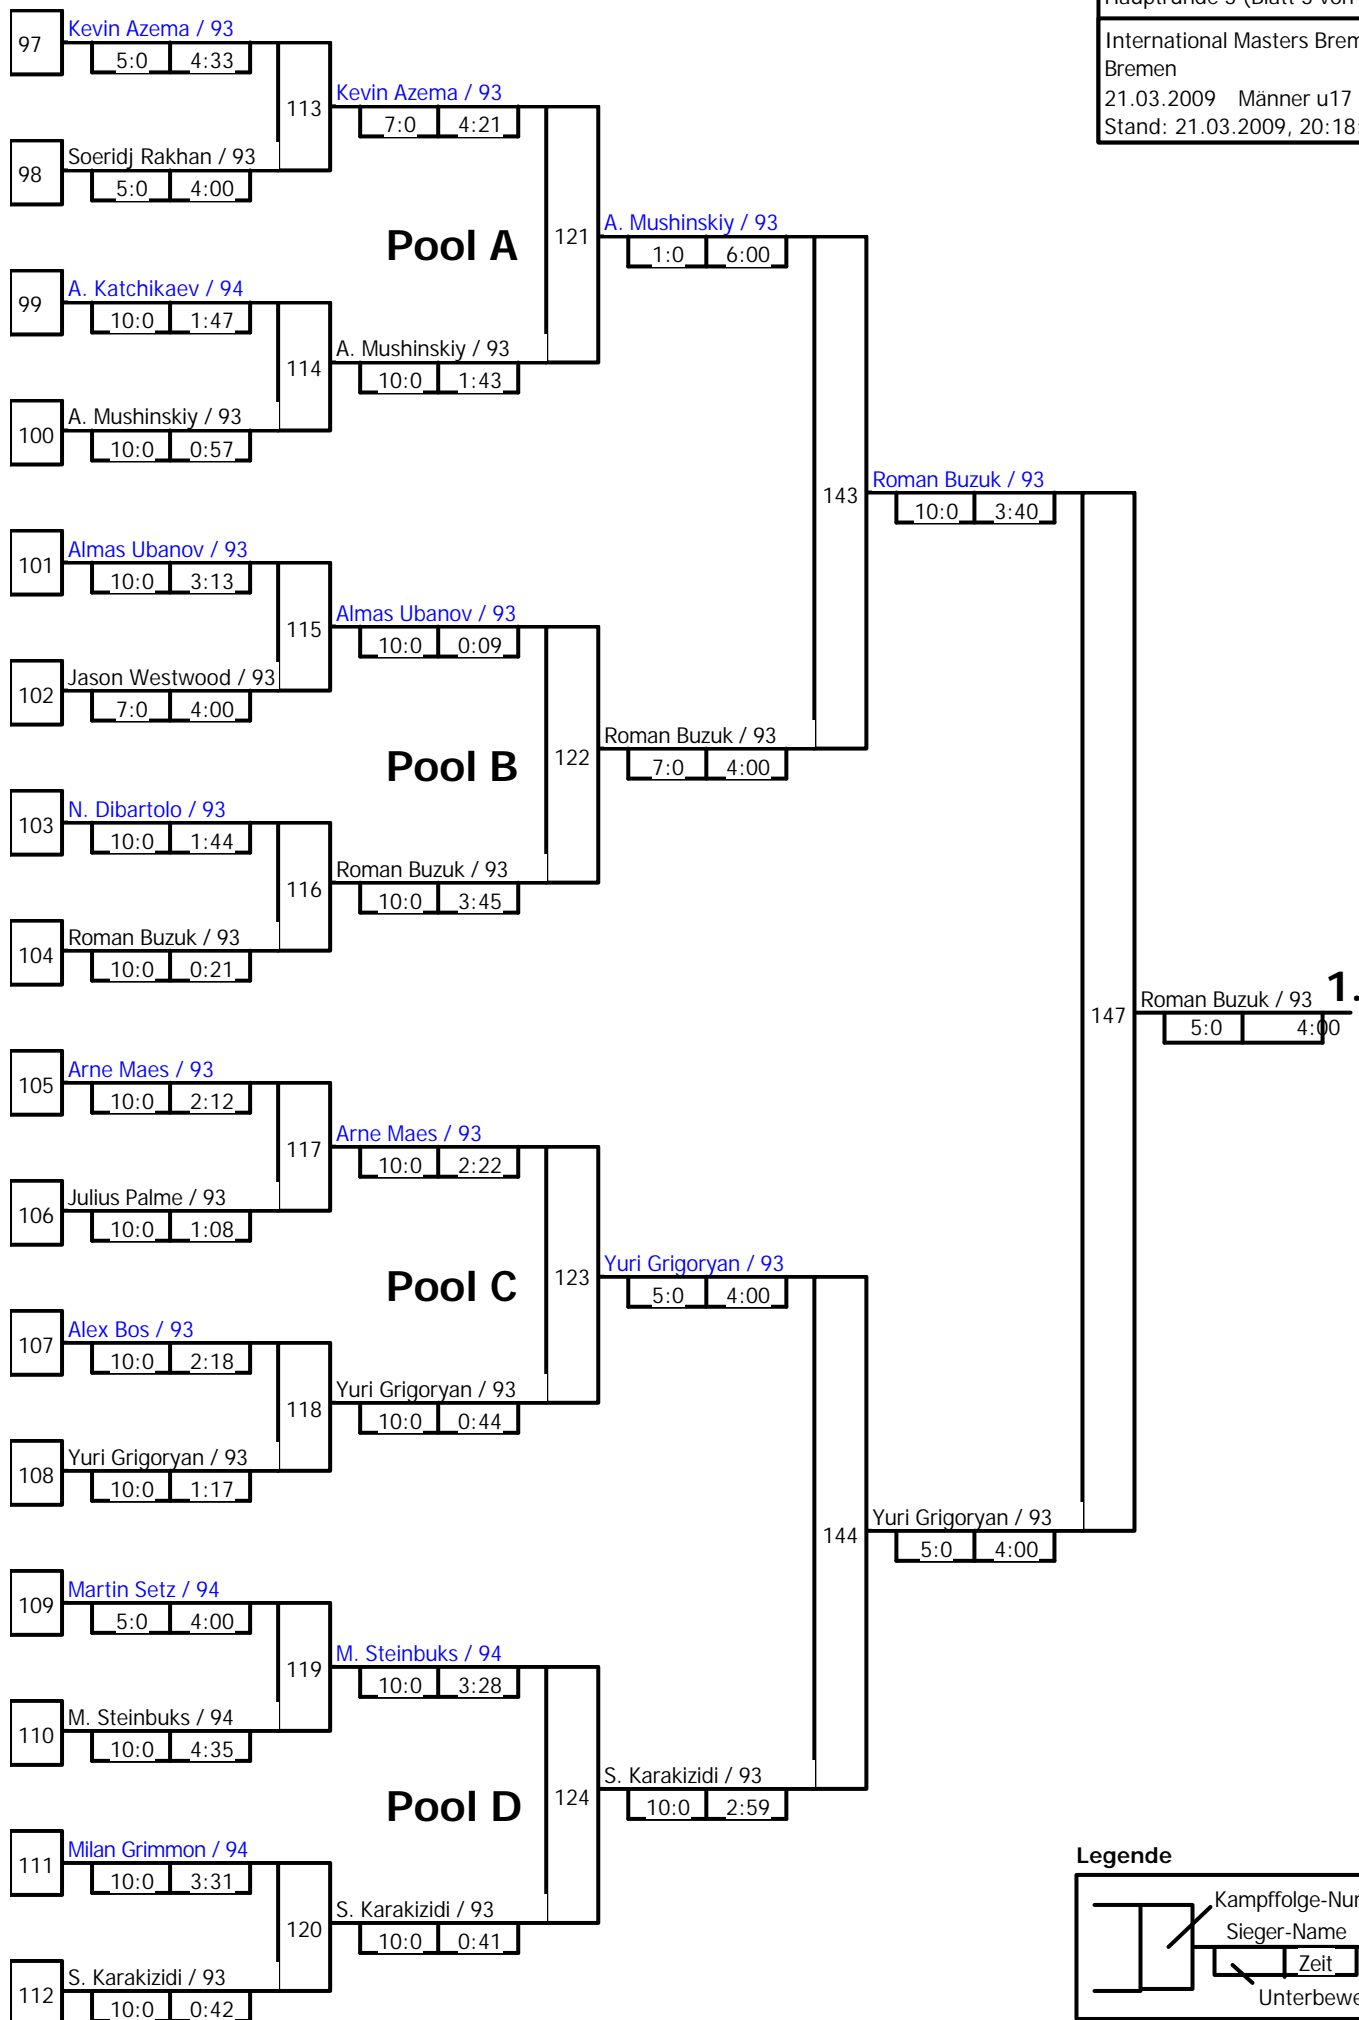 Hauptrunde 3 (Blatt 3 von
International Masters Brem
Bremen
21.03.2009 Männer u17
Stand: 21.03.2009, 20:18:
97
Kevin Azema / 93
5:0 4:33
113
Kevin Azema / 93
7:0 4:21
98
Soeridj Rakhan / 93
5:0 4:00
Pool A
121
A. Mushinskiy / 93
1:0 6:00
99
A. Katchikaev / 94
10:0 1:47
114
A. Mushinskiy / 93
10:0 1:43
100
A. Mushinskiy / 93
10:0 0:57
143
Roman Buzuk / 93
10:0 3:40
101
Almas Ubanov / 93
10:0 3:13
115
Almas Ubanov / 93
10:0 0:09
102
Jason Westwood / 93
7:0 4:00
Pool B
122
Roman Buzuk / 93
7:0 4:00
103
N. Dibartolo / 93
10:0 1:44
116
Roman Buzuk / 93
10:0 3:45
104
Roman Buzuk / 93
10:0 0:21
147
Roman Buzuk / 93 1.
5:0 4:00
105
Arne Maes / 93
10:0 2:12
117
Arne Maes / 93
10:0 2:22
106
Julius Palme / 93
10:0 1:08
Pool C
123
Yuri Grigoryan / 93
5:0 4:00
107
Alex Bos / 93
10:0 2:18
118
Yuri Grigoryan / 93
10:0 0:44
108
Yuri Grigoryan / 93
10:0 1:17
144
Yuri Grigoryan / 93
5:0 4:00
109
Martin Setz / 94
5:0 4:00
119
M. Steinbuks / 94
10:0 3:28
110
M. Steinbuks / 94
10:0 4:35
Pool D
124
S. Karakizidi / 93
10:0 2:59
111
Milan Grimmon / 94
10:0 3:31
120
S. Karakizidi / 93
10:0 0:41
112
S. Karakizidi / 93
10:0 0:42
Legende
Kampffolge-Nur
Sieger-Name
Zeit
Unterbewe